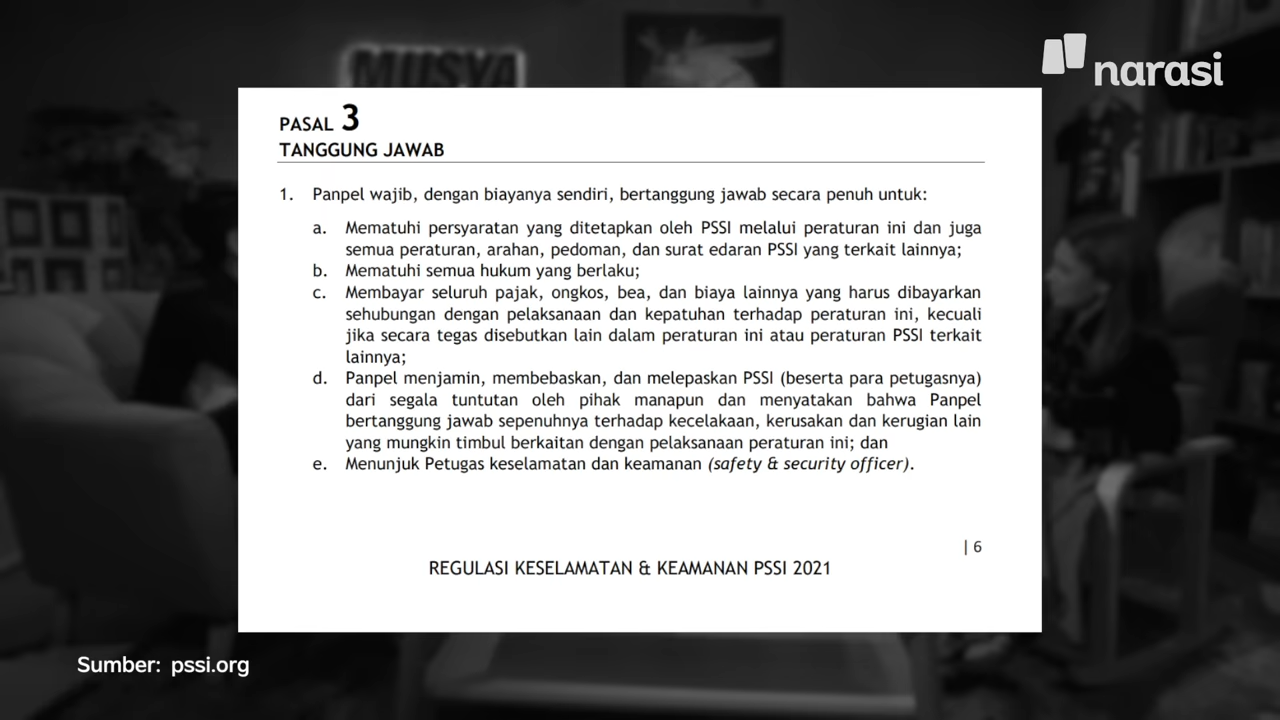 MUSYA
narasi
PASAL 3
TANGGUNG JAWAB
1. Panpel wajib, dengan biayanya sendiri, bertanggung jawab secara penuh untuk:
a. Mematuhi persyaratan yang ditetapkan oleh PSSI melalui peraturan ini dan juga
semua peraturan, arahan, pedoman, dan surat edaran PSSI yang terkait lainnya;
b. Mematuhi semua hukum yang berlaku;
c. Membayar seluruh pajak, ongkos, bea, dan biaya lainnya yang harus dibayarkan
sehubungan dengan pelaksanaan dan kepatuhan terhadap peraturan ini, kecuali
jika secara tegas disebutkan lain dalam peraturan ini atau peraturan PSSI terkait
lainnya;
d. Panpel menjamin, membebaskan, dan melepaskan PSSI (beserta para petugasnya)
dari segala tuntutan oleh pihak manapun dan menyatakan bahwa Panpel
bertanggung jawab sepenuhnya terhadap kecelakaan, kerusakan dan kerugian lain
yang mungkin timbul berkaitan dengan pelaksanaan peraturan ini; dan
e. Menunjuk Petugas keselamatan dan keamanan (safety & security officer).
| 6
REGULASI KESELAMATAN & KEAMANAN PSSI 2021
Sumber: pssi.org